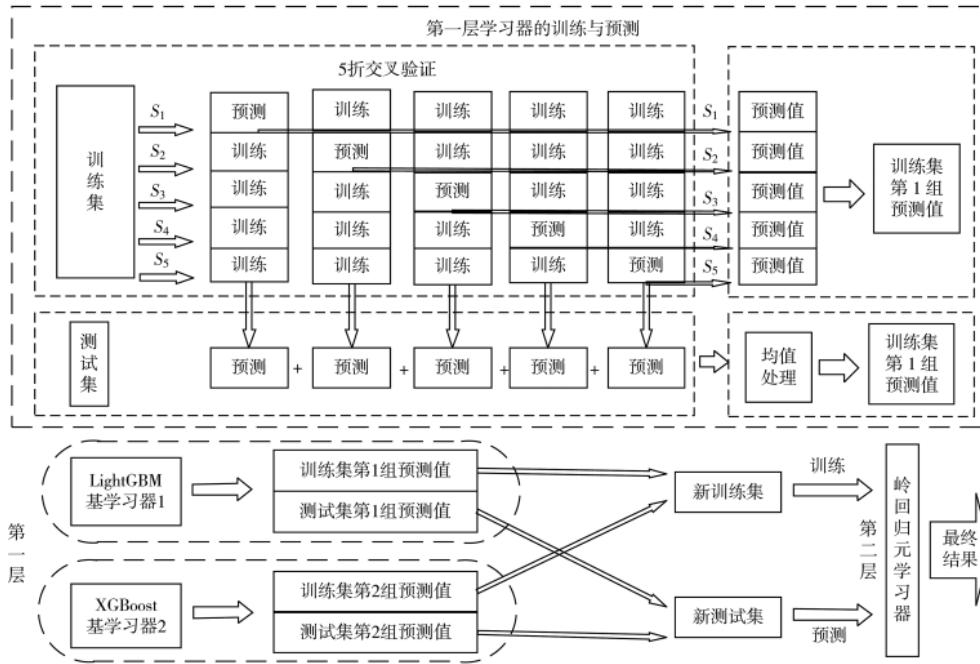 第一层学习器的训练与预测
5折交叉验证
训练集
S1
S2
S3
S4
S5
预测 训练 训练 训练 训练
训练 预测 训练 训练 训练
训练 训练 预测 训练 训练
训练 训练 训练 预测 训练
训练 训练 训练 训练 预测
S1
S2
S3
S4
S5
预测值
预测值
预测值
预测值
预测值
训练集
第1组
预测值
测试集
预测 + 预测 + 预测 + 预测 + 预测
均值
处理
训练集
第1组
预测值
第一层
LightGBM
基学习器1
训练集第1组预测值
测试集第1组预测值
XGBoost
基学习器2
训练集第2组预测值
测试集第2组预测值
新训练集
新测试集
训练
预测
第二层
岭回归元学习器
最终
结果